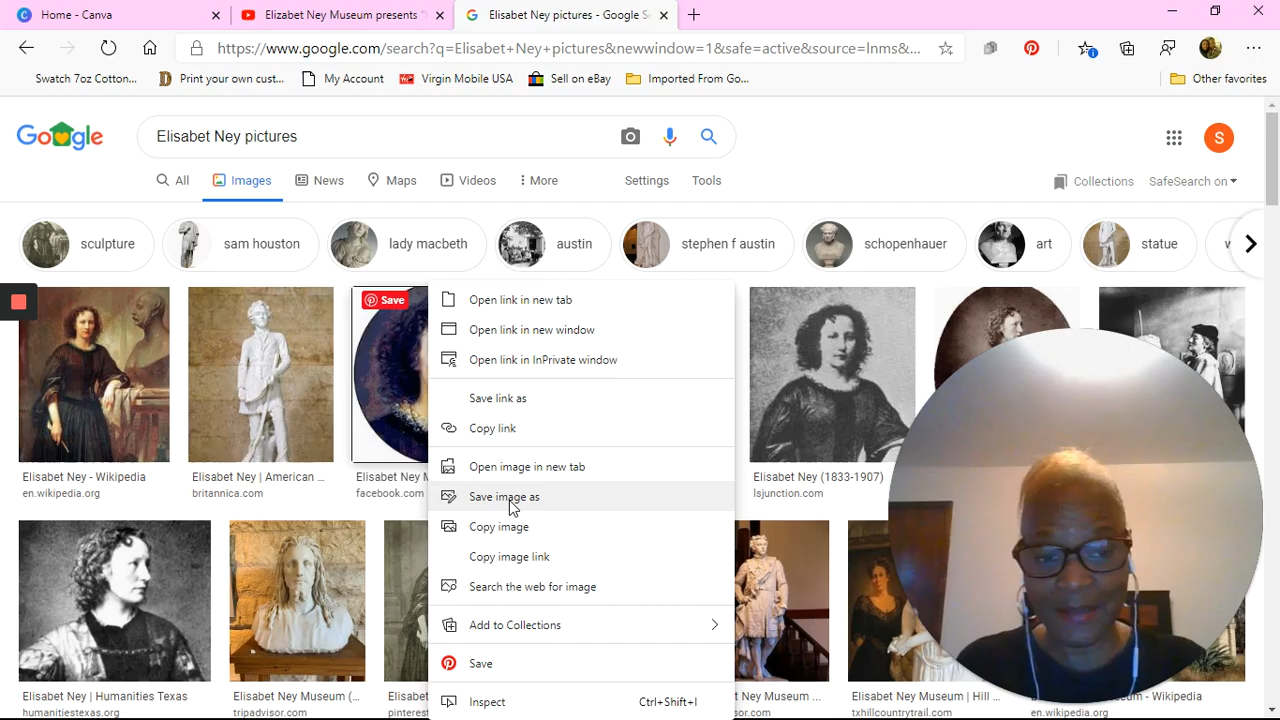 Home - Canva
Elizabet Ney Museum presents "
Elisabet Ney pictures - Google Se
https://www.google.com/search?q=Elisabet+Ney+pictures&newwindow=1&safe=active&source=lnms&...
Swatch 7oz Cotton...
Print your own cust...
My Account
Virgin Mobile USA
Sell on eBay
Imported From Go...
Other favorites
Google
Elisabet Ney pictures
S
All
Images
News
Maps
Videos
More
Settings
Tools
Collections
SafeSearch on
sculpture
sam houston
lady macbeth
austin
stephen f austin
schopenhauer
art
statue
Save
Open link in new tab
Open link in new window
Open link in InPrivate window
Save link as
Copy link
Open image in new tab
Save image as
Copy image
Copy image link
Search the web for image
Add to Collections
Save
Inspect Ctrl+Shift+I
Elisabet Ney - Wikipedia
en.wikipedia.org
Elisabet Ney | American ...
britannica.com
Elisabet Ney M
facebook.com
Elisabet Ney (1833-1907)
lsjunction.com
Elisabet Ney | Humanities Texas
humanitiestexas.org
Elisabet Ney Museum (...
tripadvisor.com
Elisabet
pinterest
Ney Museum ...
org
Elisabet Ney Museum | Hill ...
txhillcountrytrail.com
Museum - Wikipedia
en.wikipedia.org